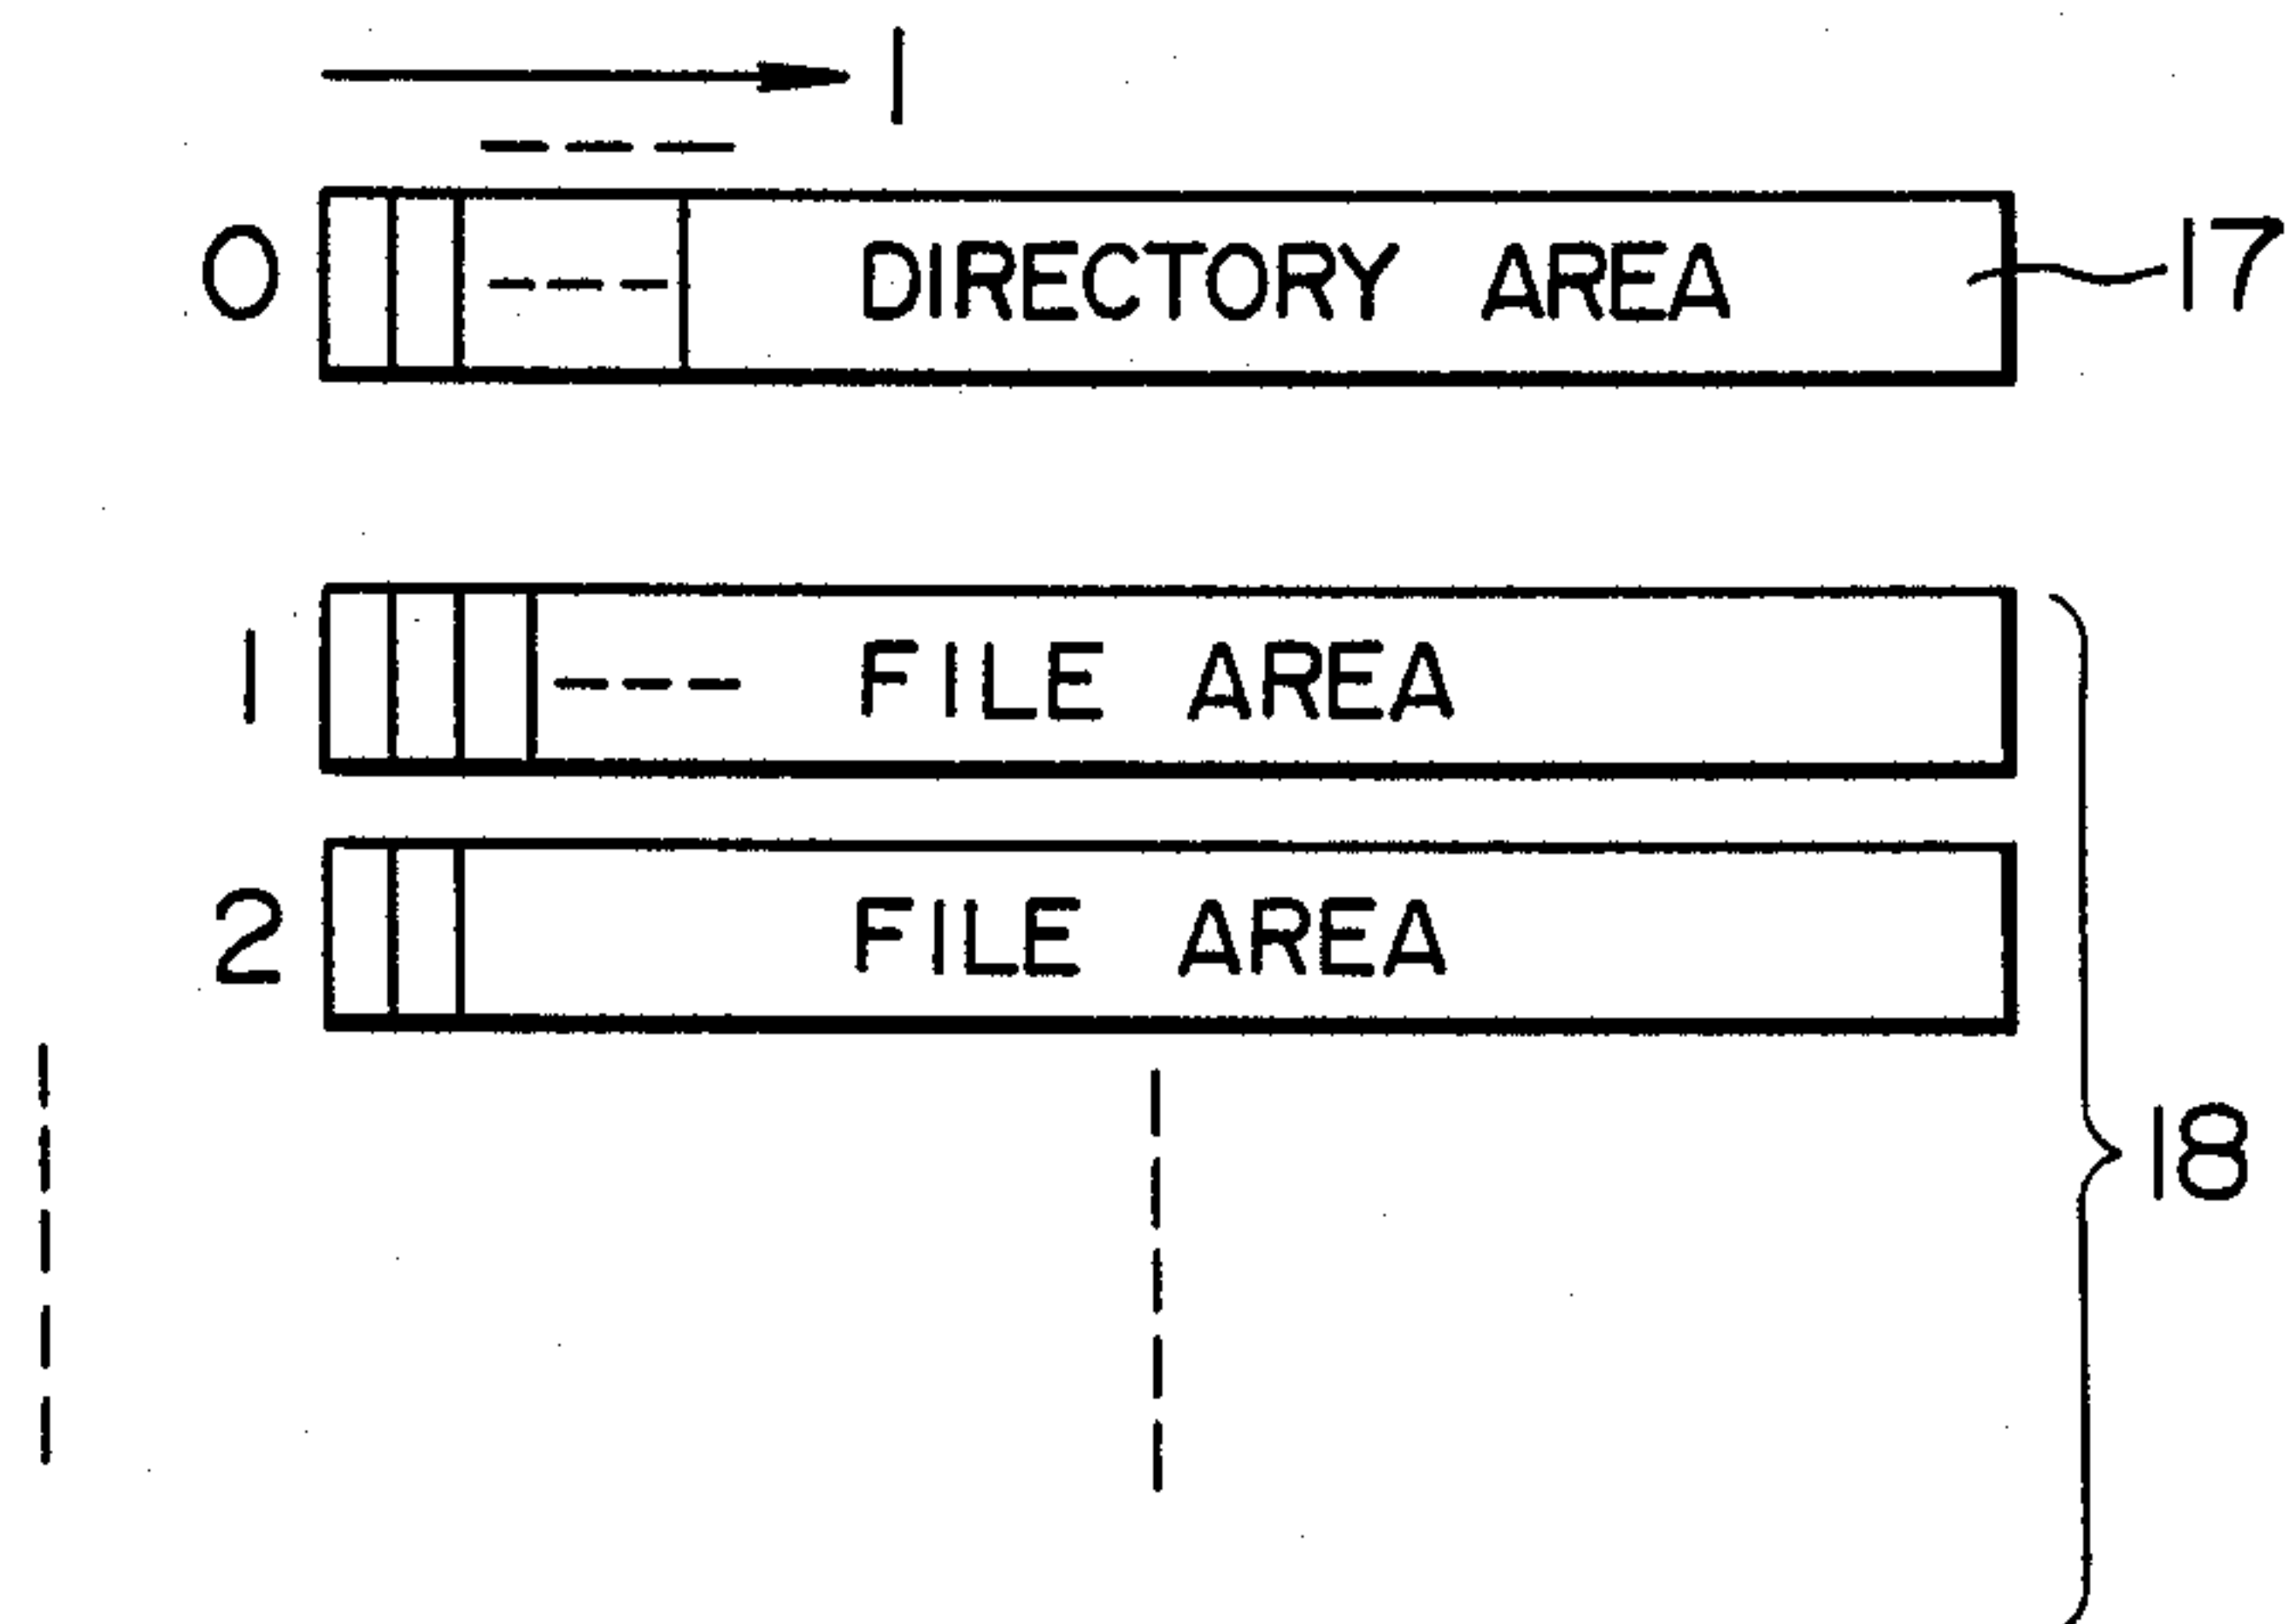 I
0 DIRECTORY AREA 17
1 FILE AREA
2 FILE AREA
18